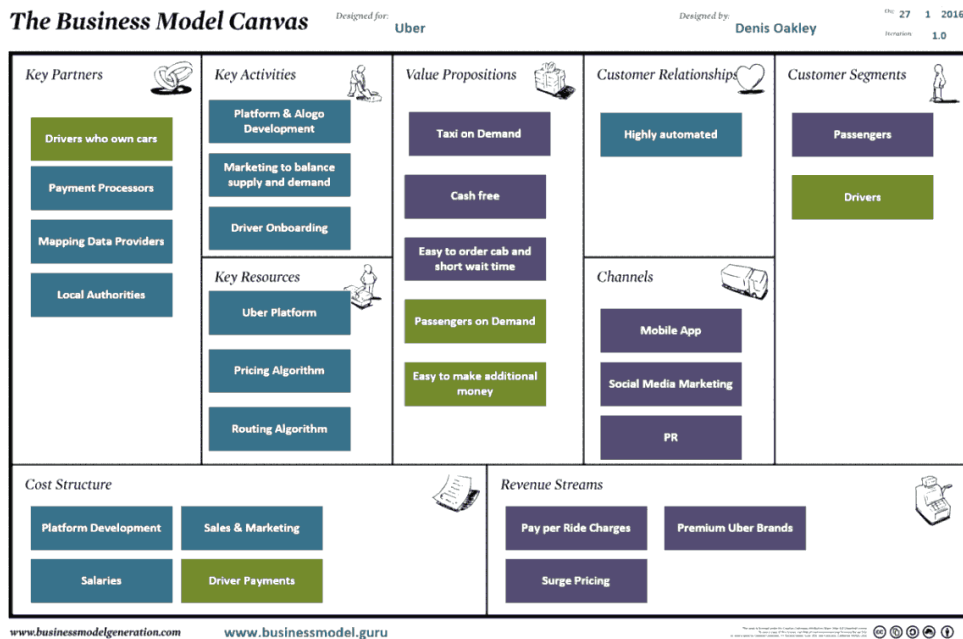 The Business Model Canvas
Designed for:
Uber
Designed by:
Denis Oakley
On: 27 1 2016
Iteration: 1.0
Key Partners
Drivers who own cars
Payment Processors
Mapping Data Providers
Local Authorities
Key Activities
Platform & Alogo
Development
Marketing to balance
supply and demand
Driver Onboarding
Key Resources
Uber Platform
Pricing Algorithm
Routing Algorithm
Value Propositions
Taxi on Demand
Cash free
Easy to order cab and
short wait time
Passengers on Demand
Easy to make additional
money
Customer Relationships
Highly automated
Channels
Mobile App
Social Media Marketing
PR
Customer Segments
Passengers
Drivers
Cost Structure
Platform Development
Sales & Marketing
Salaries
Driver Payments
Revenue Streams
Pay per Ride Charges
Premium Uber Brands
Surge Pricing
www.businessmodelgeneration.com
www.businessmodel.guru